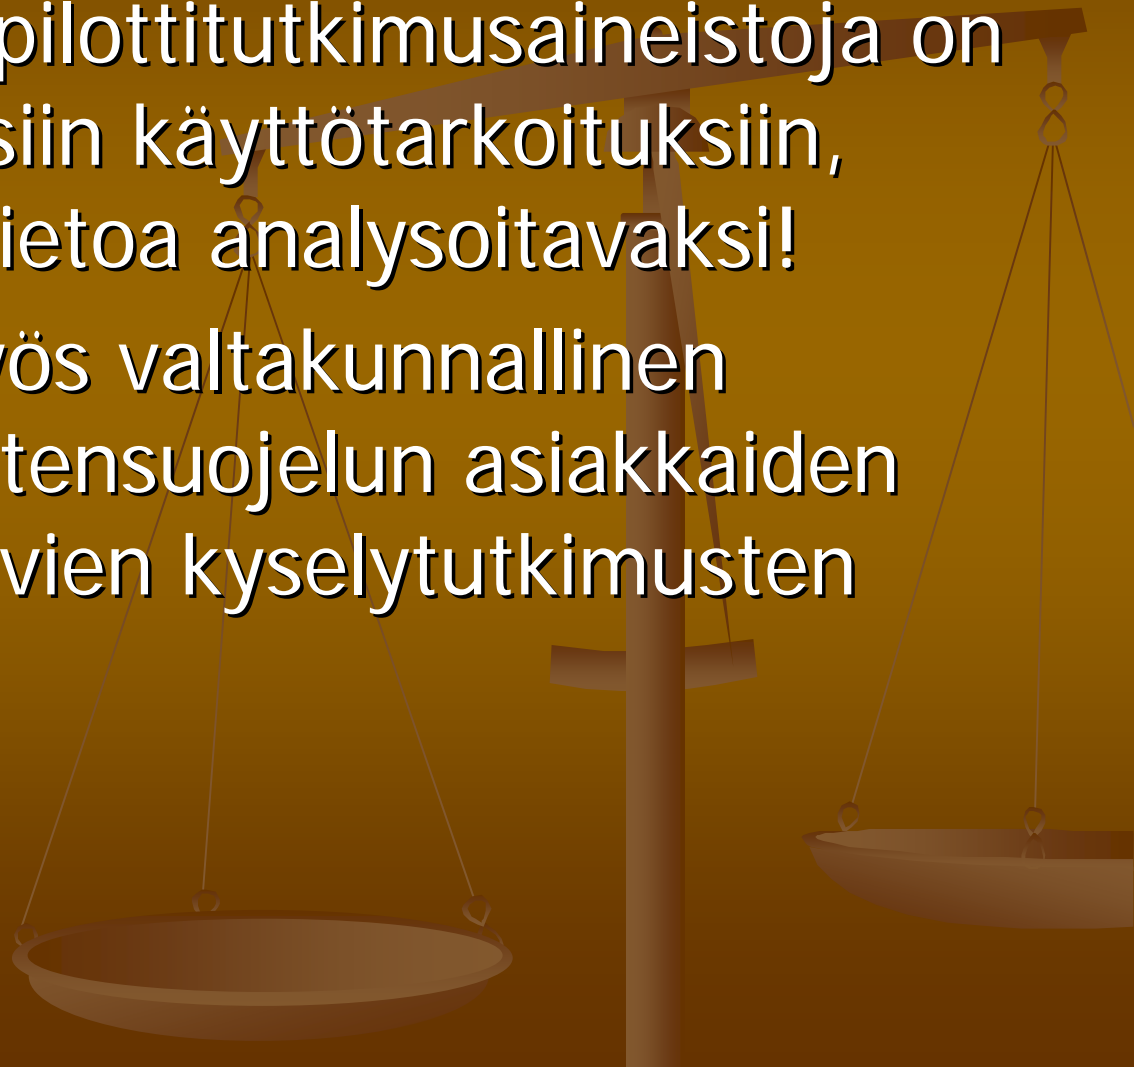 pilottitutkimusaineistoja on
siin käyttötarkoituksiin,
ietoa analysoitavaksi!
yös valtakunnallinen
tensuojelun asiakkaiden
vien kyselytutkimusten